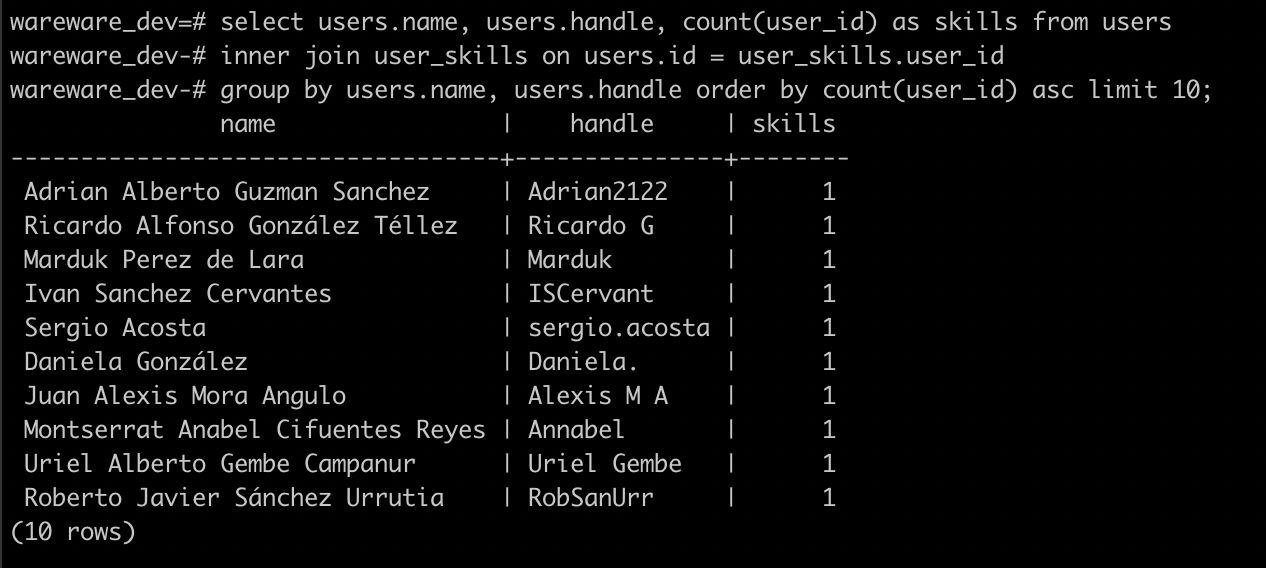 wareware_dev=# select users.name, users.handle, count(user_id) as skills from users
wareware_dev-# inner join user_skills on users.id = user_skills.user_id
wareware_dev-# group by users.name, users.handle order by count(user_id) asc limit 10;
               name                |    handle     | skills
-----------------------------------+---------------+--------
 Adrian Alberto Guzman Sanchez     | Adrian2122    |      1
 Ricardo Alfonso González Téllez   | Ricardo G     |      1
 Marduk Perez de Lara              | Marduk        |      1
 Ivan Sanchez Cervantes            | ISCervant     |      1
 Sergio Acosta                     | sergio.acosta |      1
 Daniela González                  | Daniela.      |      1
 Juan Alexis Mora Angulo           | Alexis M A    |      1
 Montserrat Anabel Cifuentes Reyes | Annabel       |      1
 Uriel Alberto Gembe Campanur      | Uriel Gembe   |      1
 Roberto Javier Sánchez Urrutia    | RobSanUrr     |      1
(10 rows)